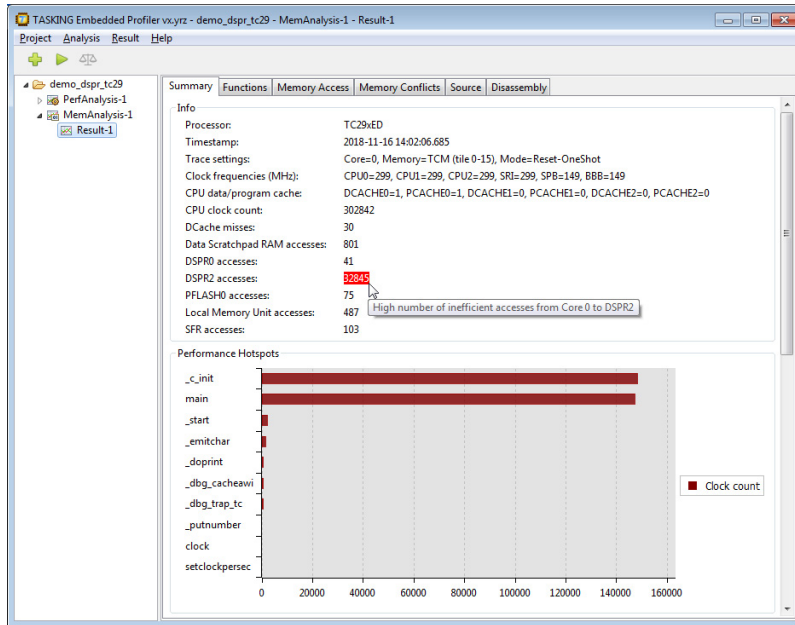 TASKING Embedded Profiler vx.yrz - demo_dspr_tc29 - MemAnalysis-1 - Result-1
Project Analysis Result Help
demo_dspr_tc29
PerfAnalysis-1
MemAnalysis-1
Result-1
Summary Functions Memory Access Memory Conflicts Source Disassembly
Info
Processor: TC29xED
Timestamp: 2018-11-16 14:02:06.685
Trace settings: Core=0, Memory=TCM (tile 0-15), Mode=Reset-OneShot
Clock frequencies (MHz): CPU0=299, CPU1=299, CPU2=299, SRI=299, SPB=149, BBB=149
CPU data/program cache: DCACHE0=1, PCACHE0=1, DCACHE1=0, PCACHE1=0, DCACHE2=0, PCACHE2=0
CPU clock count: 302842
DCache misses: 30
Data Scratchpad RAM accesses: 801
DSPR0 accesses: 41
DSPR2 accesses: 32845
PFLASH0 accesses: 75
High number of inefficient accesses from Core 0 to DSPR2
Local Memory Unit accesses: 487
SFR accesses: 103
Performance Hotspots
_c_init
main
_start
_emitchar
_doprint
_dbg_cacheawi
_dbg_trap_tc
_putnumber
clock
setclockpersec
Clock count
0 20000 40000 60000 80000 100000 120000 140000 160000